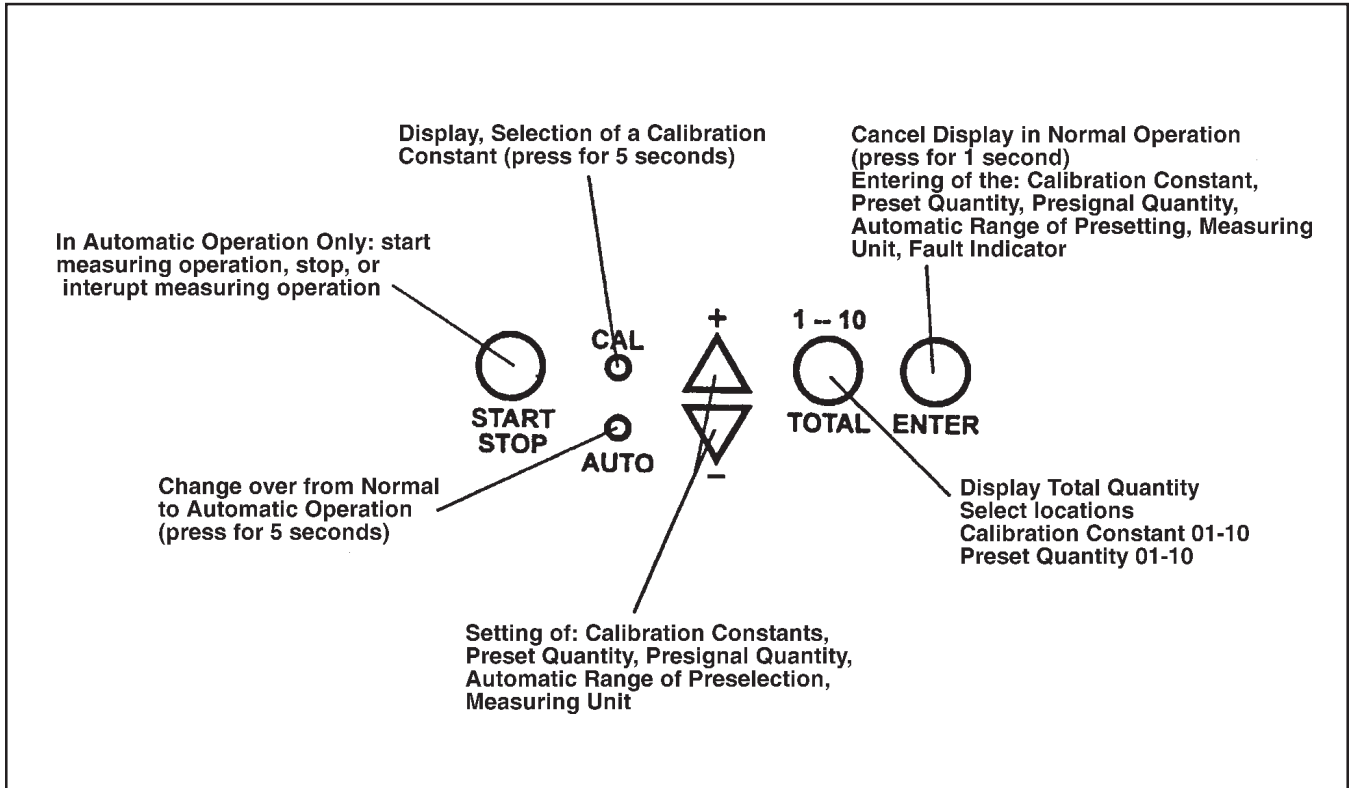 Display, Selection of a Calibration
Constant (press for 5 seconds)
Cancel Display in Normal Operation
(press for 1 second)
Entering of the: Calibration Constant,
Preset Quantity, Presignal Quantity,
Automatic Range of Presetting, Measuring
Unit, Fault Indicator
In Automatic Operation Only: start
measuring operation, stop, or
interupt measuring operation
CAL
+
1 – 10
START
STOP
AUTO
–
TOTAL
ENTER
Change over from Normal
to Automatic Operation
(press for 5 seconds)
Display Total Quantity
Select locations
Calibration Constant 01-10
Preset Quantity 01-10
Setting of: Calibration Constants,
Preset Quantity, Presignal Quantity,
Automatic Range of Preselection,
Measuring Unit